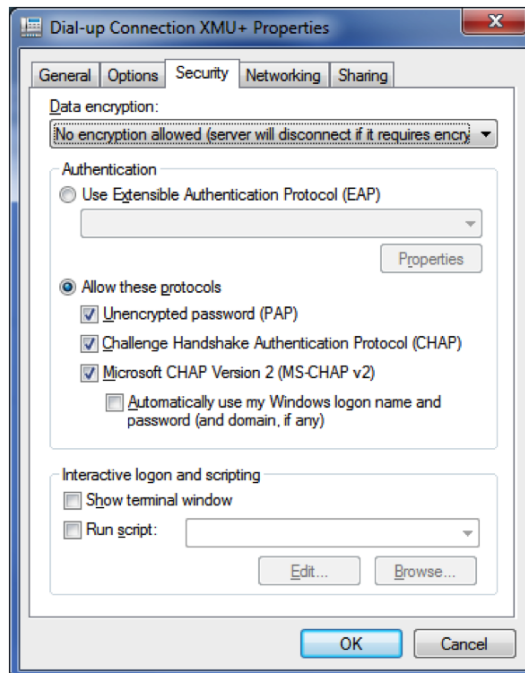 Dial-up Connection XMU+ Properties
General Options Security Networking Sharing
Data encryption:
No encryption allowed (server will disconnect if it requires encry
Authentication
Use Extensible Authentication Protocol (EAP)
Properties
Allow these protocols
Unencrypted password (PAP)
Challenge Handshake Authentication Protocol (CHAP)
Microsoft CHAP Version 2 (MS-CHAP v2)
Automatically use my Windows logon name and
password (and domain, if any)
Interactive logon and scripting
Show terminal window
Run script:
Edit... Browse...
OK Cancel